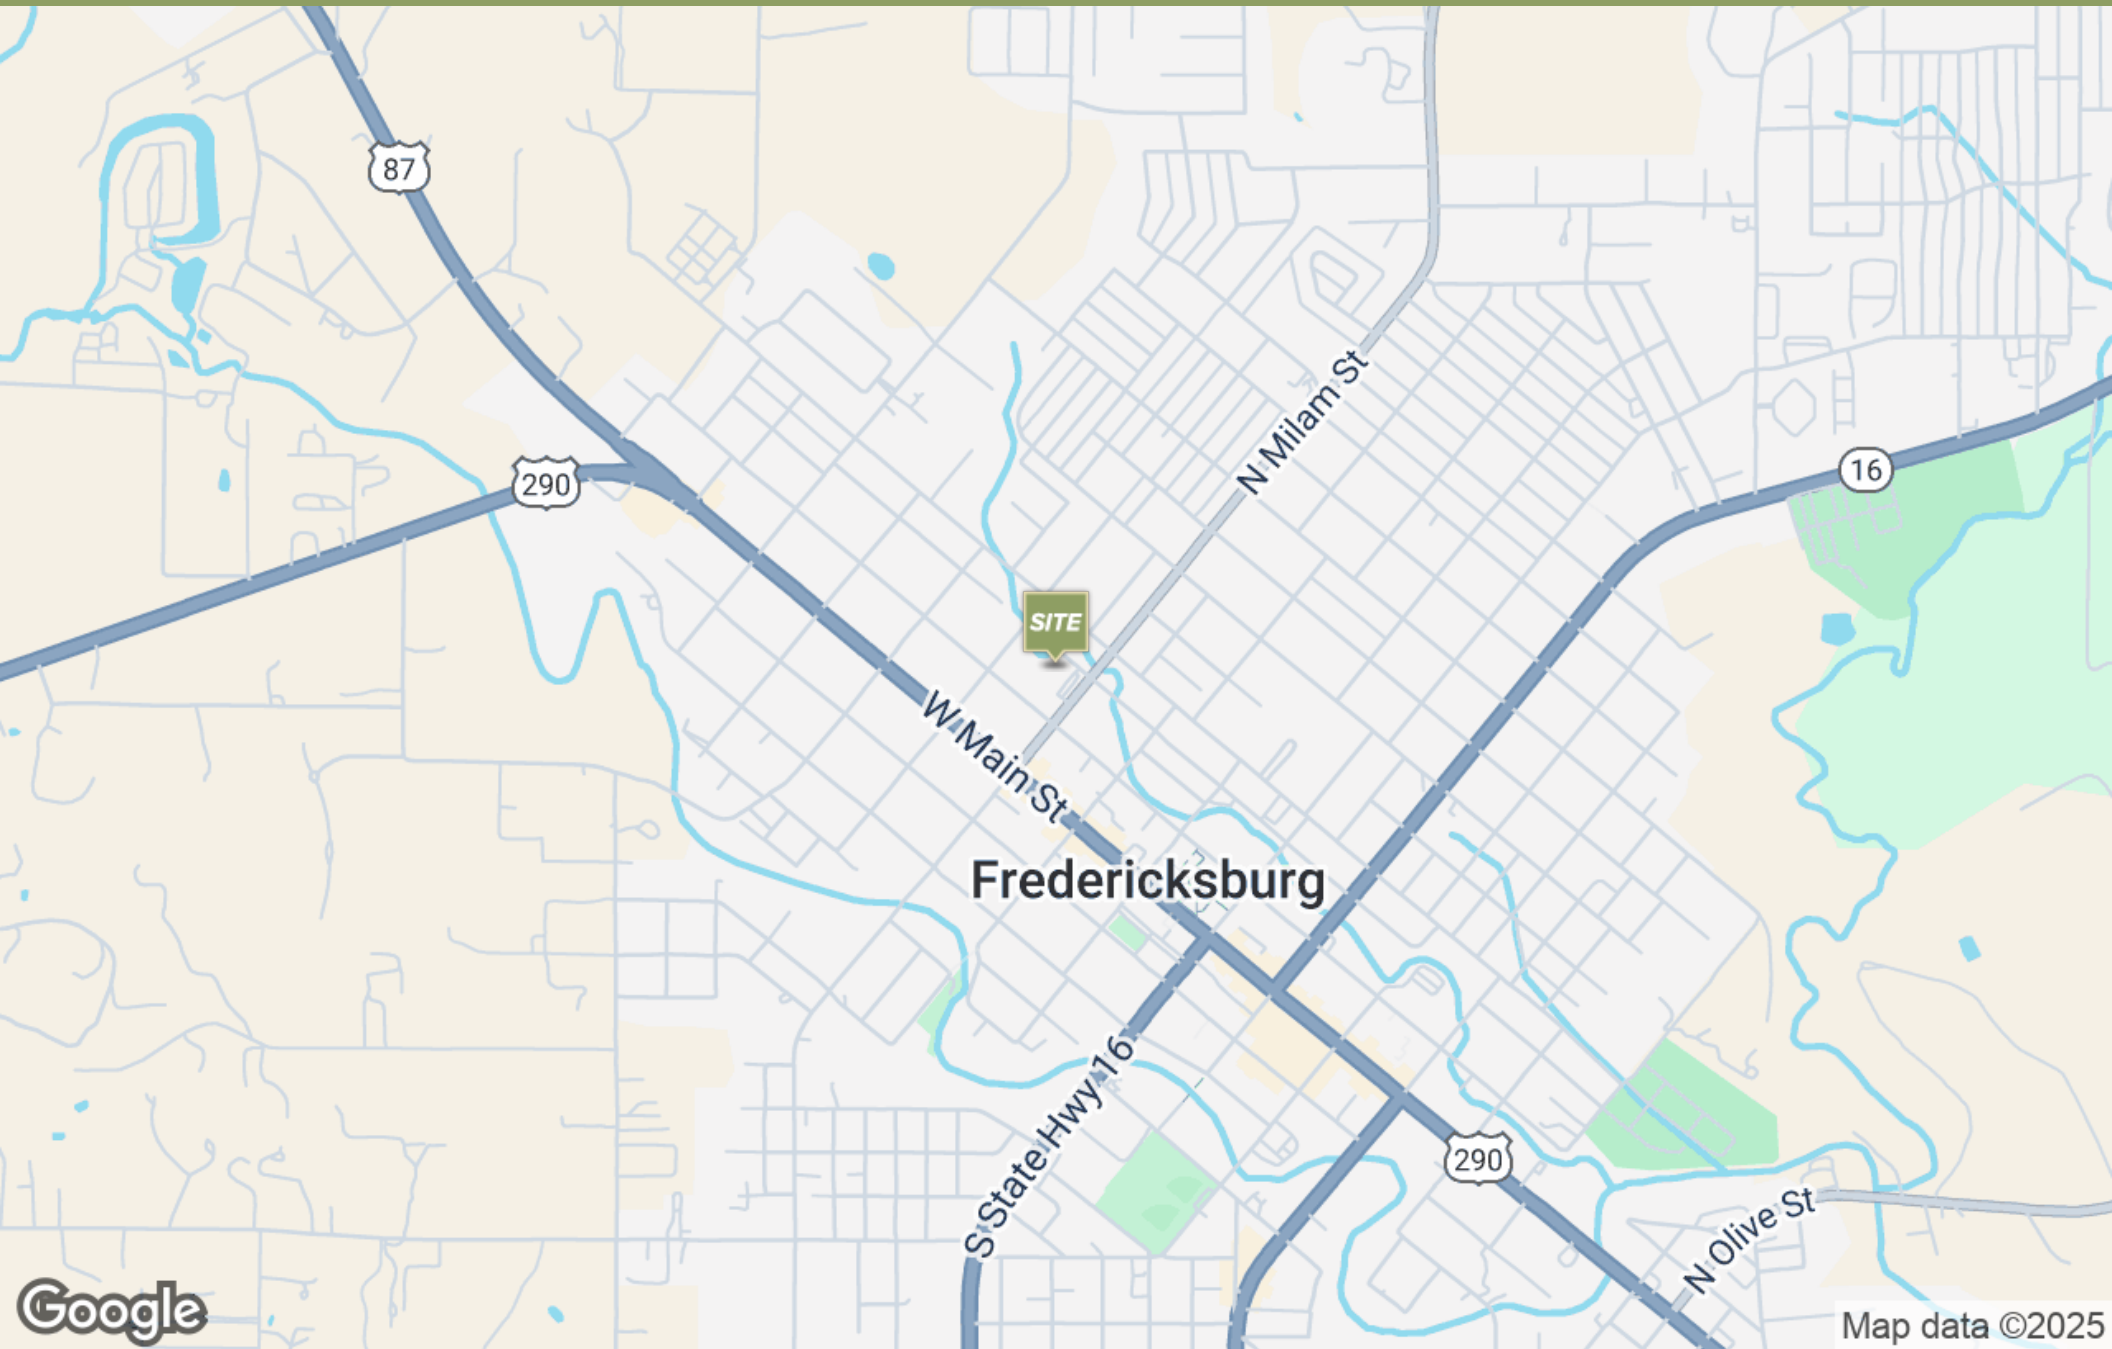 87
N Milam St
290
16
SITE
W Main St
Fredericksburg
S State Hwy 16
290
N Olive St
Google
Map data ©2025